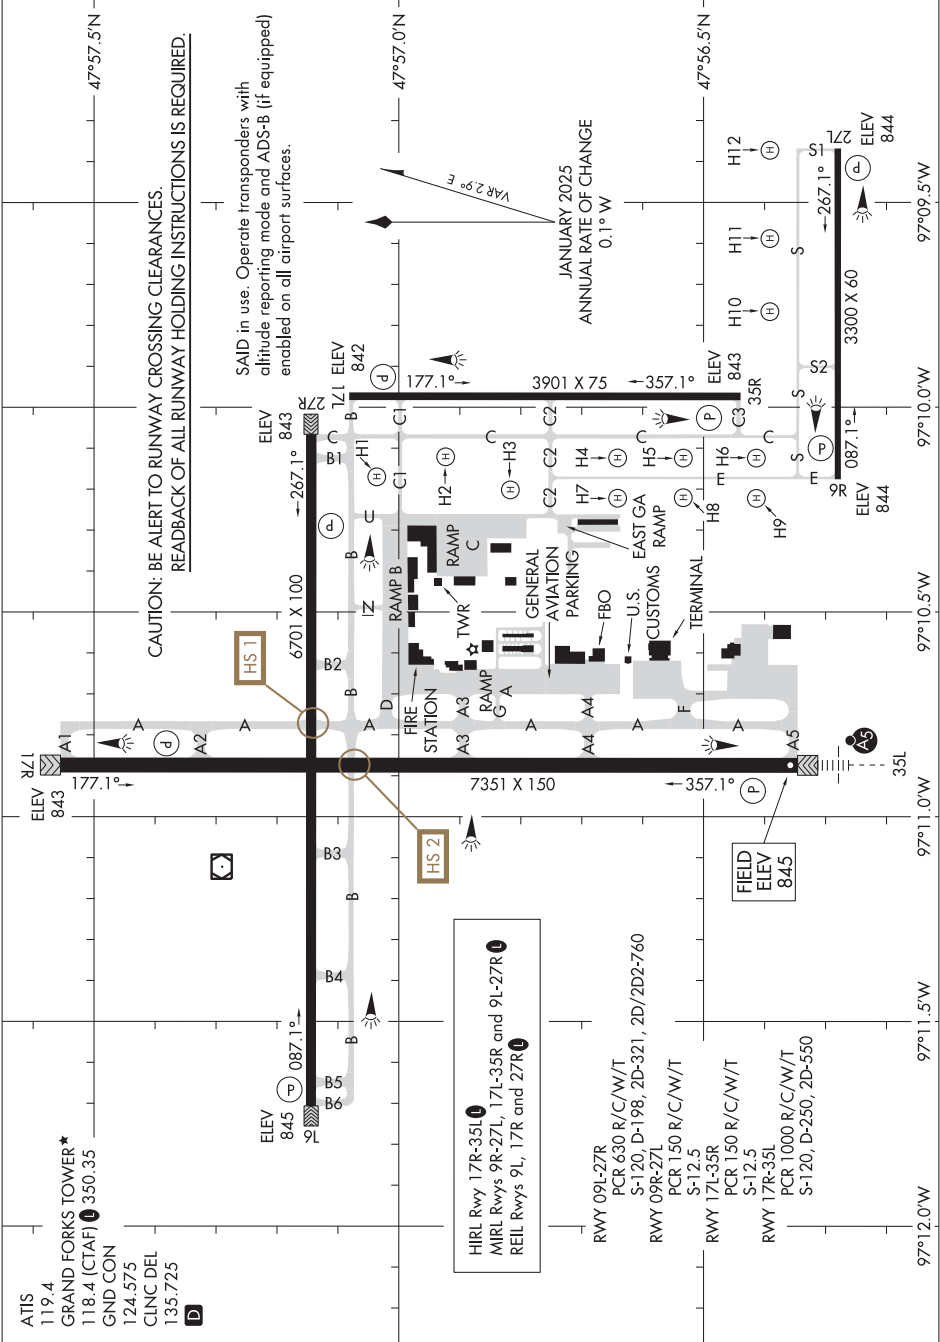 ATIS
119.4
GRAND FORKS TOWER★
118.4 (CTAF) L 350.35
GND CON
124.575
CLNC DEL
135.725
D
CAUTION: BE ALERT TO RUNWAY CROSSING CLEARANCES.
READBACK OF ALL RUNWAY HOLDING INSTRUCTIONS IS REQUIRED.
SAID in use. Operate transponders with
altitude reporting mode and ADS-B (if equipped)
enabled on all airport surfaces.
47°57.5'N
47°57.0'N
47°56.5'N
VAR 2.9° E
JANUARY 2025
ANNUAL RATE OF CHANGE
0.1° W
ELEV
843
17R
177.1°
A1
A
A2
A
P
HS 1
HS 2
6701 X 100
ELEV
845
9L
087.1°
P
B6
B5
B
B4
B
B3
B2
B
B
B
B1
C
267.1°
P
27R
ELEV
843
17L
ELEV
842
P
177.1°
3901 X 75
357.1°
ELEV
843
35R
P
N
U
A
D
RAMP B
C1
C1
C2
C2
C2
C
C
C3
H1
H2
H3
H4
H5
H6
H7
H8
H9
H10
H11
H12
H
H
H
H
H
H
H
H
H
H
H
H
RAMP
C
TWR
FIRE
STATION
RAMP
A
G
GENERAL
AVIATION
PARKING
EAST GA
RAMP
FBO
U.S.
CUSTOMS
TERMINAL
A3
A3
A
A4
A4
A
F
A
A5
7351 X 150
357.1°
P
A5
35L
FIELD
ELEV
845
E
E
S
S
S
S2
S1
9R
ELEV
844
087.1°
P
3300 X 60
267.1°
P
27L
ELEV
844
HIRL Rwy 17R-35L L
MIRL Rwys 9R-27L, 17L-35R and 9L-27R L
REIL Rwys 9L, 17R and 27R L
RWY 09L-27R
PCR 630 R/C/W/T
S-120, D-198, 2D-321, 2D/2D2-760
RWY 09R-27L
PCR 150 R/C/W/T
S-12.5
RWY 17L-35R
PCR 150 R/C/W/T
S-12.5
RWY 17R-35L
PCR 1000 R/C/W/T
S-120, D-250, 2D-550
97°12.0'W
97°11.5'W
97°11.0'W
97°10.5'W
97°10.0'W
97°09.5'W